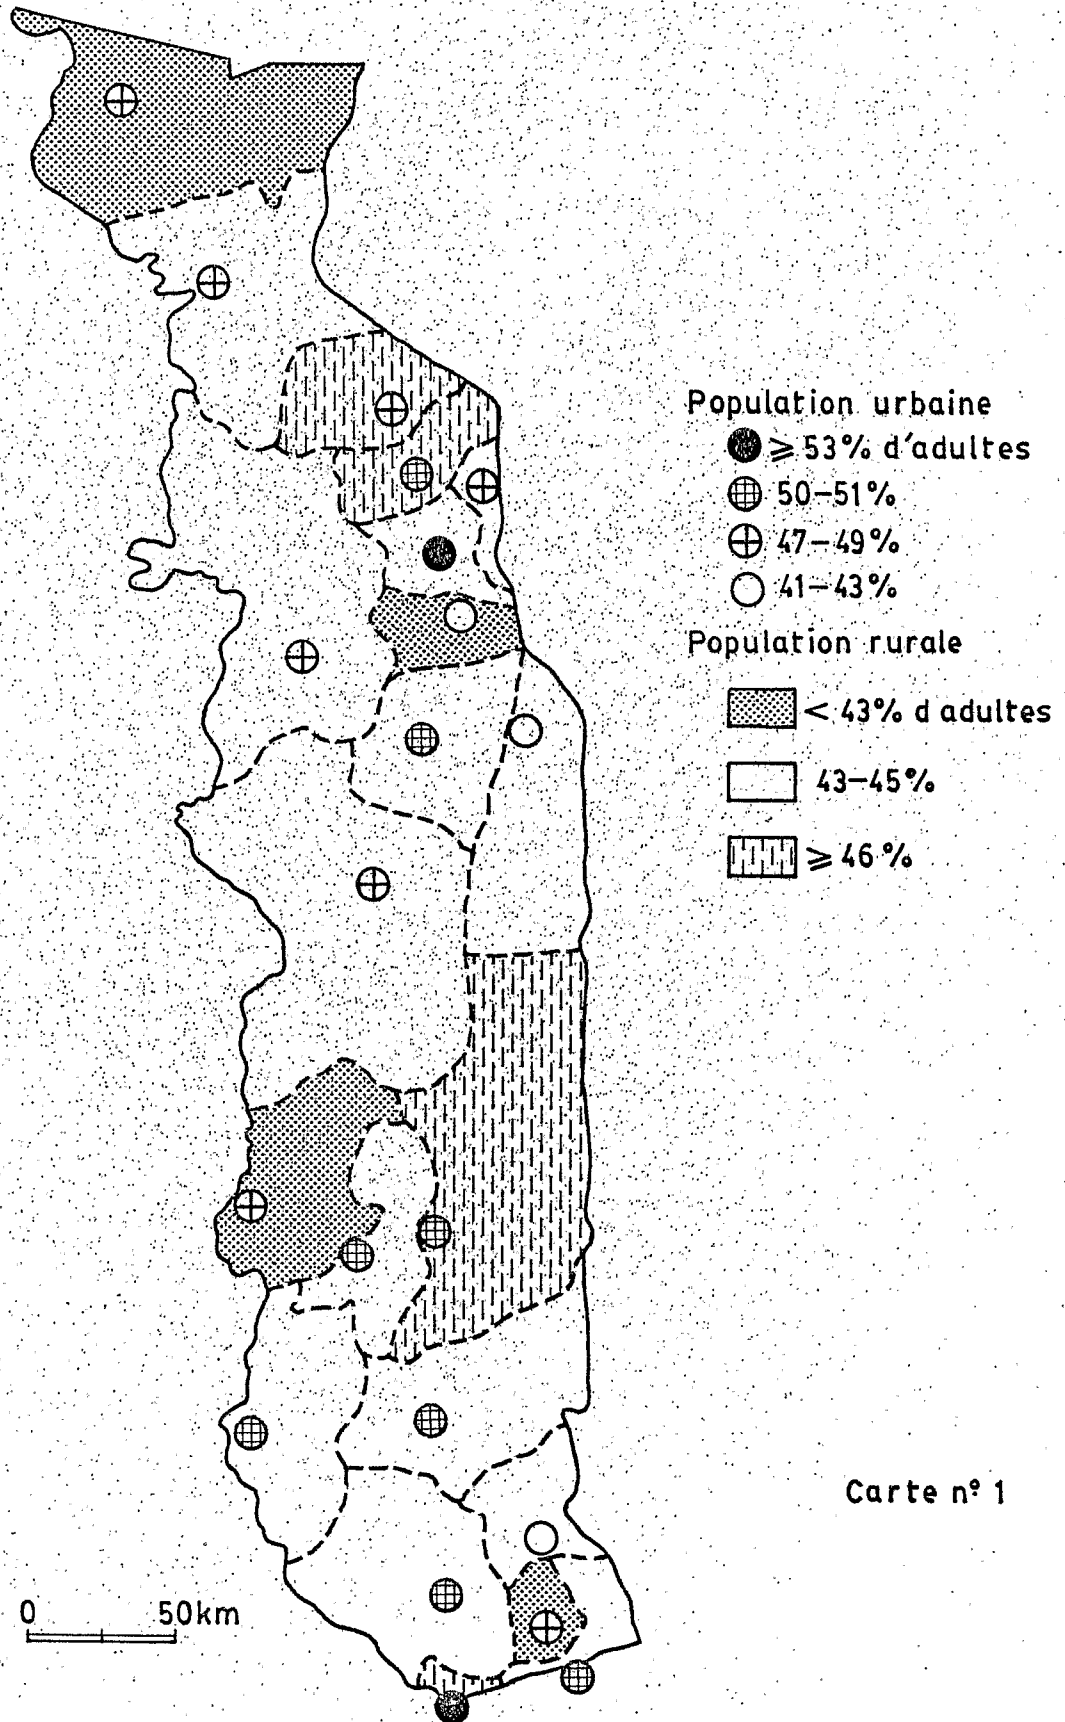 Population urbaine
⩾ 53% d'adultes
50–51%
47–49%
41–43%
Population rurale
< 43% d adultes
43–45%
⩾ 46%
Carte nº 1
0 50km